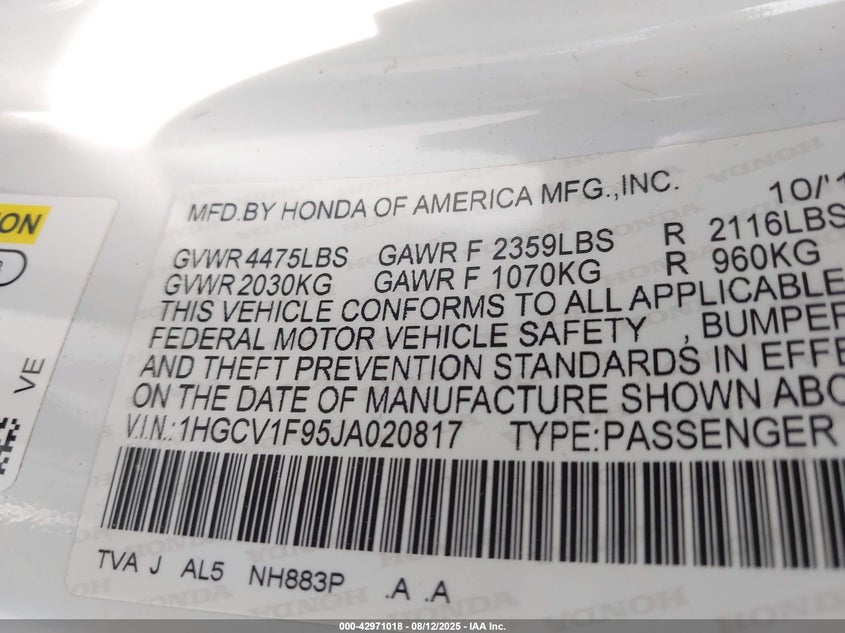 MFD.BY HONDA OF AMERICA MFG.,INC. 10/'1
GVWR 4475LBS GAWR F 2359LBS R 2116LBS
GVWR 2030KG GAWR F 1070KG R 960KG
THIS VEHICLE CONFORMS TO ALL APPLICABLE
FEDERAL MOTOR VEHICLE SAFETY , BUMPER
AND THEFT PREVENTION STANDARDS IN EFFE
ON THE DATE OF MANUFACTURE SHOWN ABO
V.I.N.:1HGCV1F95JA020817 TYPE:PASSENGER
TVA J AL5 NH883P .A .A
ION
VE
000-42971018 - 08/12/2025 - IAA Inc.